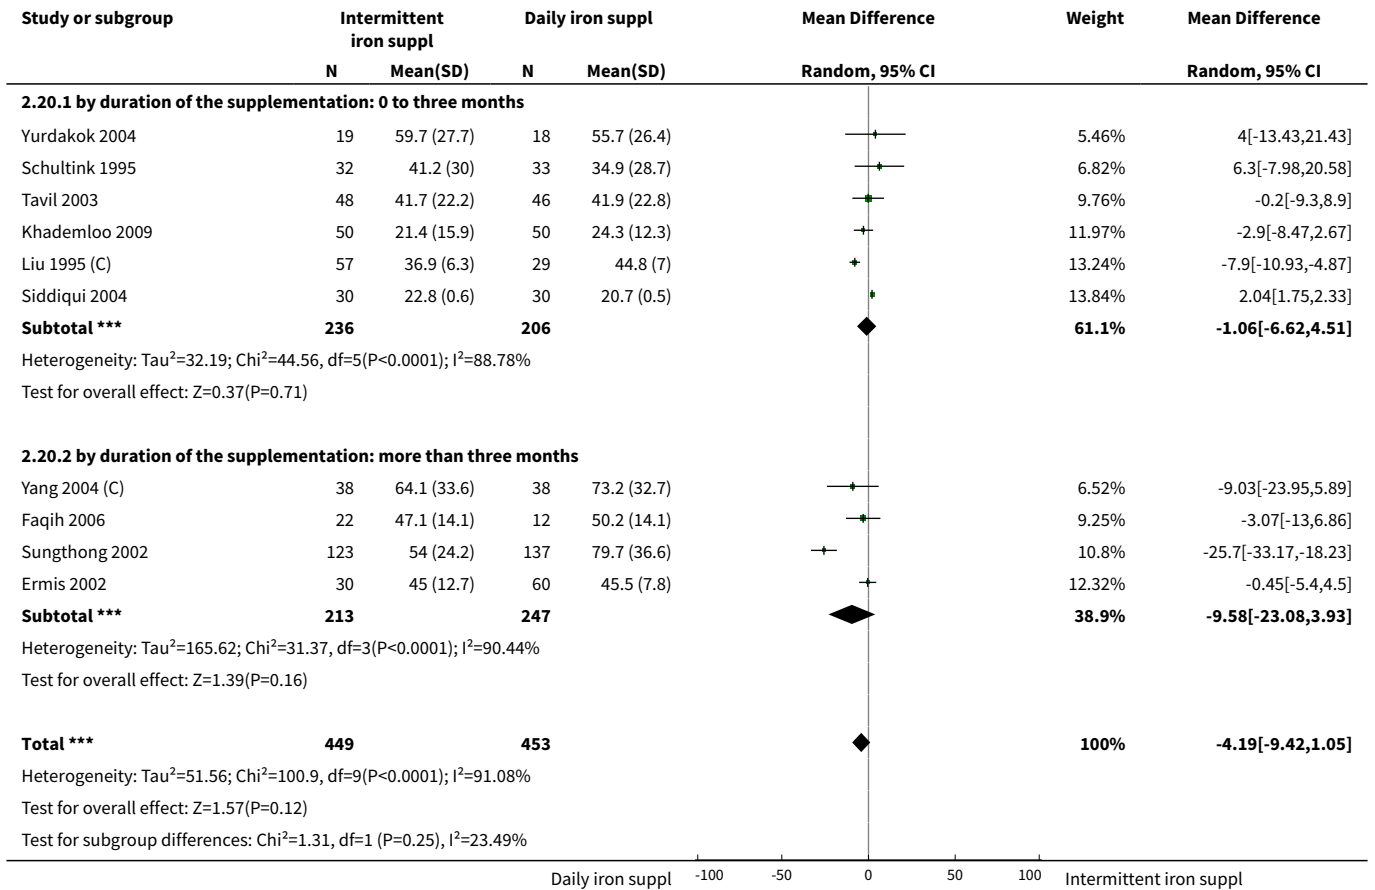 Study or subgroup Intermittent iron suppl Daily iron suppl Mean Difference Weight Mean Difference
N Mean(SD) N Mean(SD) Random, 95% CI Random, 95% CI
2.20.1 by duration of the supplementation: 0 to three months
Yurdakok 2004 19 59.7 (27.7) 18 55.7 (26.4) 5.46% 4[-13.43,21.43]
Schultink 1995 32 41.2 (30) 33 34.9 (28.7) 6.82% 6.3[-7.98,20.58]
Tavil 2003 48 41.7 (22.2) 46 41.9 (22.8) 9.76% -0.2[-9.3,8.9]
Khademloo 2009 50 21.4 (15.9) 50 24.3 (12.3) 11.97% -2.9[-8.47,2.67]
Liu 1995 (C) 57 36.9 (6.3) 29 44.8 (7) 13.24% -7.9[-10.93,-4.87]
Siddiqui 2004 30 22.8 (0.6) 30 20.7 (0.5) 13.84% 2.04[1.75,2.33]
Subtotal *** 236 206 61.1% -1.06[-6.62,4.51]
Heterogeneity: Tau²=32.19; Chi²=44.56, df=5(P<0.0001); I²=88.78%
Test for overall effect: Z=0.37(P=0.71)
2.20.2 by duration of the supplementation: more than three months
Yang 2004 (C) 38 64.1 (33.6) 38 73.2 (32.7) 6.52% -9.03[-23.95,5.89]
Faqih 2006 22 47.1 (14.1) 12 50.2 (14.1) 9.25% -3.07[-13,6.86]
Sungthong 2002 123 54 (24.2) 137 79.7 (36.6) 10.8% -25.7[-33.17,-18.23]
Ermis 2002 30 45 (12.7) 60 45.5 (7.8) 12.32% -0.45[-5.4,4.5]
Subtotal *** 213 247 38.9% -9.58[-23.08,3.93]
Heterogeneity: Tau²=165.62; Chi²=31.37, df=3(P<0.0001); I²=90.44%
Test for overall effect: Z=1.39(P=0.16)
Total *** 449 453 100% -4.19[-9.42,1.05]
Heterogeneity: Tau²=51.56; Chi²=100.9, df=9(P<0.0001); I²=91.08%
Test for overall effect: Z=1.57(P=0.12)
Test for subgroup differences: Chi²=1.31, df=1 (P=0.25), I²=23.49%
Daily iron suppl -100 -50 0 50 100 Intermittent iron suppl